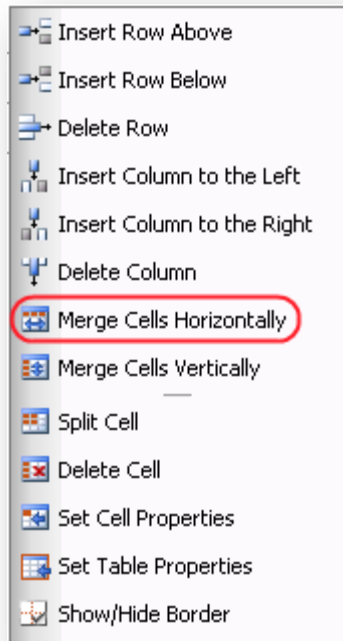 Insert Row Above
Insert Row Below
Delete Row
Insert Column to the Left
Insert Column to the Right
Delete Column
Merge Cells Horizontally
Merge Cells Vertically
Split Cell
Delete Cell
Set Cell Properties
Set Table Properties
Show/Hide Border